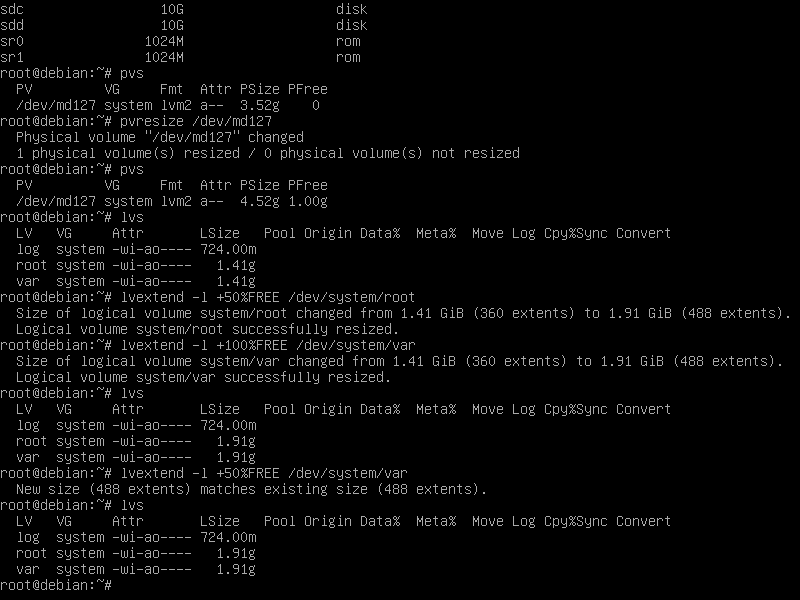 sdc                 10G                   disk
sdd                 10G                   disk
sr0               1024M                   rom
sr1               1024M                   rom
root@debian:~# pvs
  PV         VG     Fmt  Attr PSize PFree
  /dev/md127 system lvm2 a--  3.52g    0
root@debian:~# pvresize /dev/md127
  Physical volume "/dev/md127" changed
  1 physical volume(s) resized / 0 physical volume(s) not resized
root@debian:~# pvs
  PV         VG     Fmt  Attr PSize PFree
  /dev/md127 system lvm2 a--  4.52g 1.00g
root@debian:~# lvs
  LV   VG     Attr       LSize   Pool Origin Data%  Meta%  Move Log Cpy%Sync Convert
  log  system -wi-ao---- 724.00m
  root system -wi-ao----   1.41g
  var  system -wi-ao----   1.41g
root@debian:~# lvextend -l +50%FREE /dev/system/root
  Size of logical volume system/root changed from 1.41 GiB (360 extents) to 1.91 GiB (488 extents).
  Logical volume system/root successfully resized.
root@debian:~# lvextend -l +100%FREE /dev/system/var
  Size of logical volume system/var changed from 1.41 GiB (360 extents) to 1.91 GiB (488 extents).
  Logical volume system/var successfully resized.
root@debian:~# lvs
  LV   VG     Attr       LSize   Pool Origin Data%  Meta%  Move Log Cpy%Sync Convert
  log  system -wi-ao---- 724.00m
  root system -wi-ao----   1.91g
  var  system -wi-ao----   1.91g
root@debian:~# lvextend -l +50%FREE /dev/system/var
  New size (488 extents) matches existing size (488 extents).
root@debian:~# lvs
  LV   VG     Attr       LSize   Pool Origin Data%  Meta%  Move Log Cpy%Sync Convert
  log  system -wi-ao---- 724.00m
  root system -wi-ao----   1.91g
  var  system -wi-ao----   1.91g
root@debian:~#